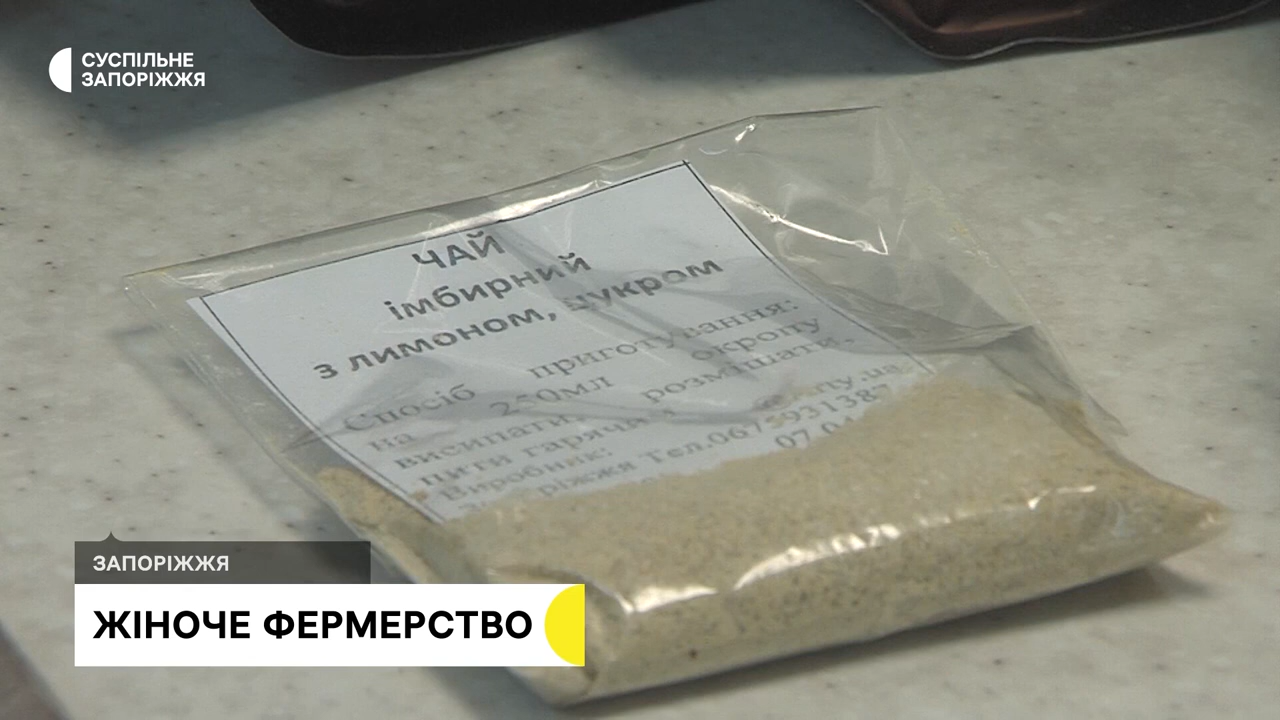 СУСПІЛЬНЕ
ЗАПОРІЖЖЯ
ЧАЙ
імбирний
з лимоном, цукром
Спосіб приготування:
на 250мл окропу
висипати, розмішати,
пити гарячим
Виробник:
Тел.0675931387
ЗАПОРІЖЖЯ
ЖІНОЧЕ ФЕРМЕРСТВО